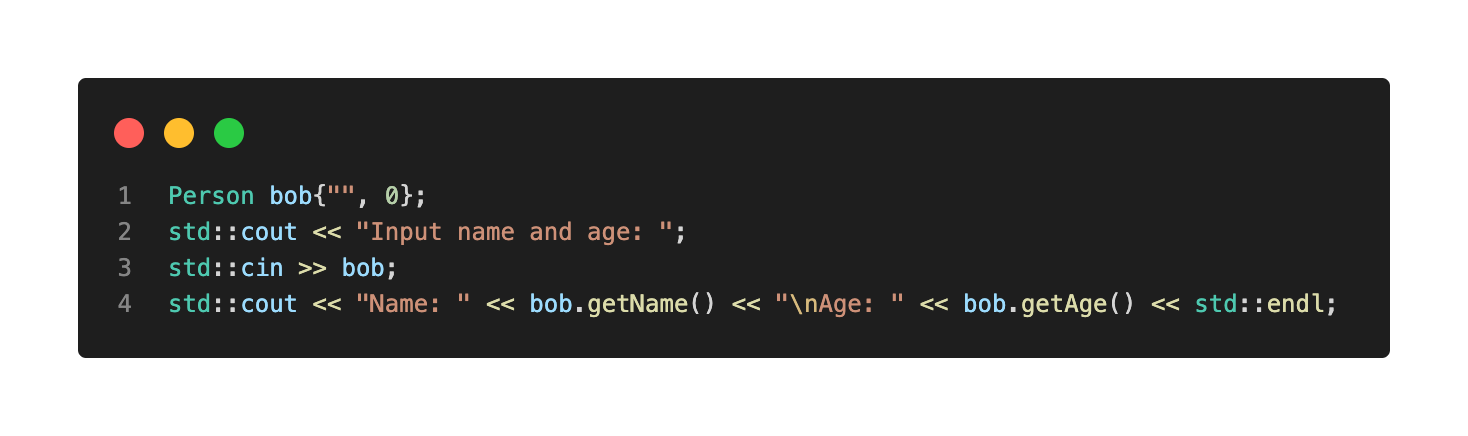 1 Person bob{"", 0};
2 std::cout << "Input name and age: ";
3 std::cin >> bob;
4 std::cout << "Name: " << bob.getName() << "\nAge: " << bob.getAge() << std::endl;